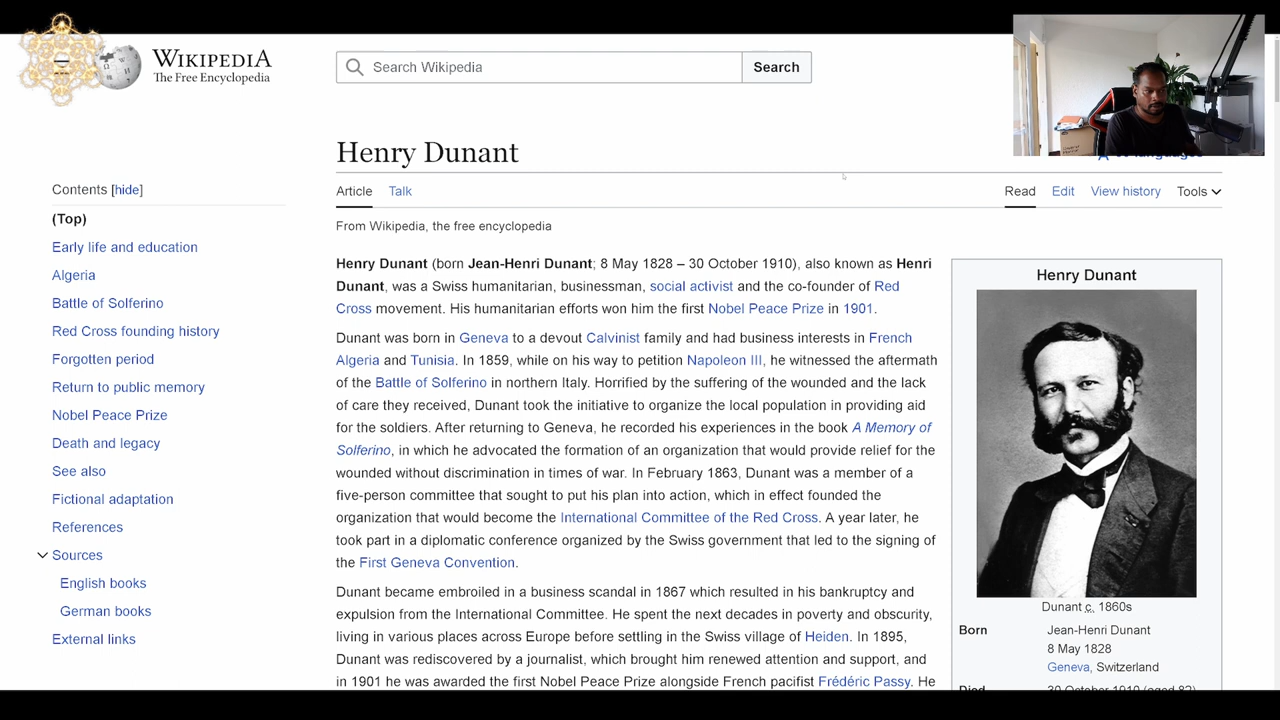 WIKIPEDIA
The Free Encyclopedia
Search Wikipedia
Search
Henry Dunant
Article
Talk
Read
Edit
View history
Tools
From Wikipedia, the free encyclopedia
Contents [hide]
(Top)
Early life and education
Algeria
Battle of Solferino
Red Cross founding history
Forgotten period
Return to public memory
Nobel Peace Prize
Death and legacy
See also
Fictional adaptation
References
Sources
English books
German books
External links
Henry Dunant (born Jean-Henri Dunant; 8 May 1828 – 30 October 1910), also known as Henri
Dunant, was a Swiss humanitarian, businessman, social activist and the co-founder of Red
Cross movement. His humanitarian efforts won him the first Nobel Peace Prize in 1901.
Dunant was born in Geneva to a devout Calvinist family and had business interests in French
Algeria and Tunisia. In 1859, while on his way to petition Napoleon III, he witnessed the aftermath
of the Battle of Solferino in northern Italy. Horrified by the suffering of the wounded and the lack
of care they received, Dunant took the initiative to organize the local population in providing aid
for the soldiers. After returning to Geneva, he recorded his experiences in the book A Memory of
Solferino, in which he advocated the formation of an organization that would provide relief for the
wounded without discrimination in times of war. In February 1863, Dunant was a member of a
five-person committee that sought to put his plan into action, which in effect founded the
organization that would become the International Committee of the Red Cross. A year later, he
took part in a diplomatic conference organized by the Swiss government that led to the signing of
the First Geneva Convention.
Dunant became embroiled in a business scandal in 1867 which resulted in his bankruptcy and
expulsion from the International Committee. He spent the next decades in poverty and obscurity,
living in various places across Europe before settling in the Swiss village of Heiden. In 1895,
Dunant was rediscovered by a journalist, which brought him renewed attention and support, and
in 1901 he was awarded the first Nobel Peace Prize alongside French pacifist Frédéric Passy. He
Henry Dunant
Dunant c. 1860s
Born
Jean-Henri Dunant
8 May 1828
Geneva, Switzerland
Died
30 October 1910 (aged 82)